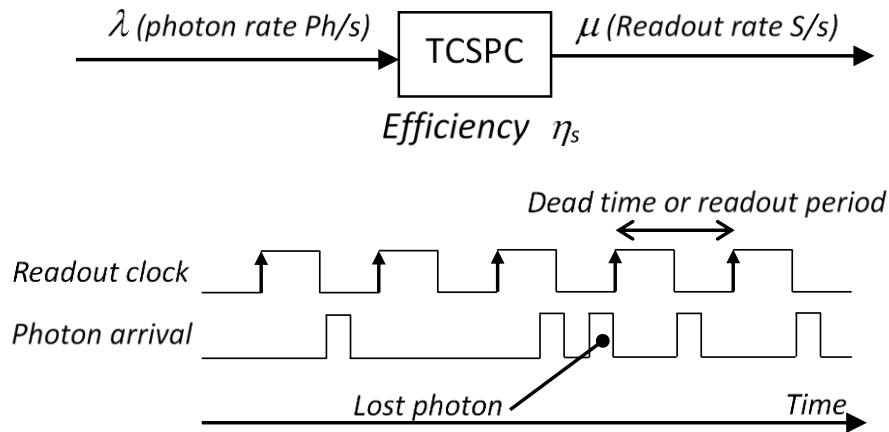 λ (photon rate Ph/s)
TCSPC
μ (Readout rate S/s)
Efficiency ηs
Dead time or readout period
Readout clock
Photon arrival
Lost photon
Time